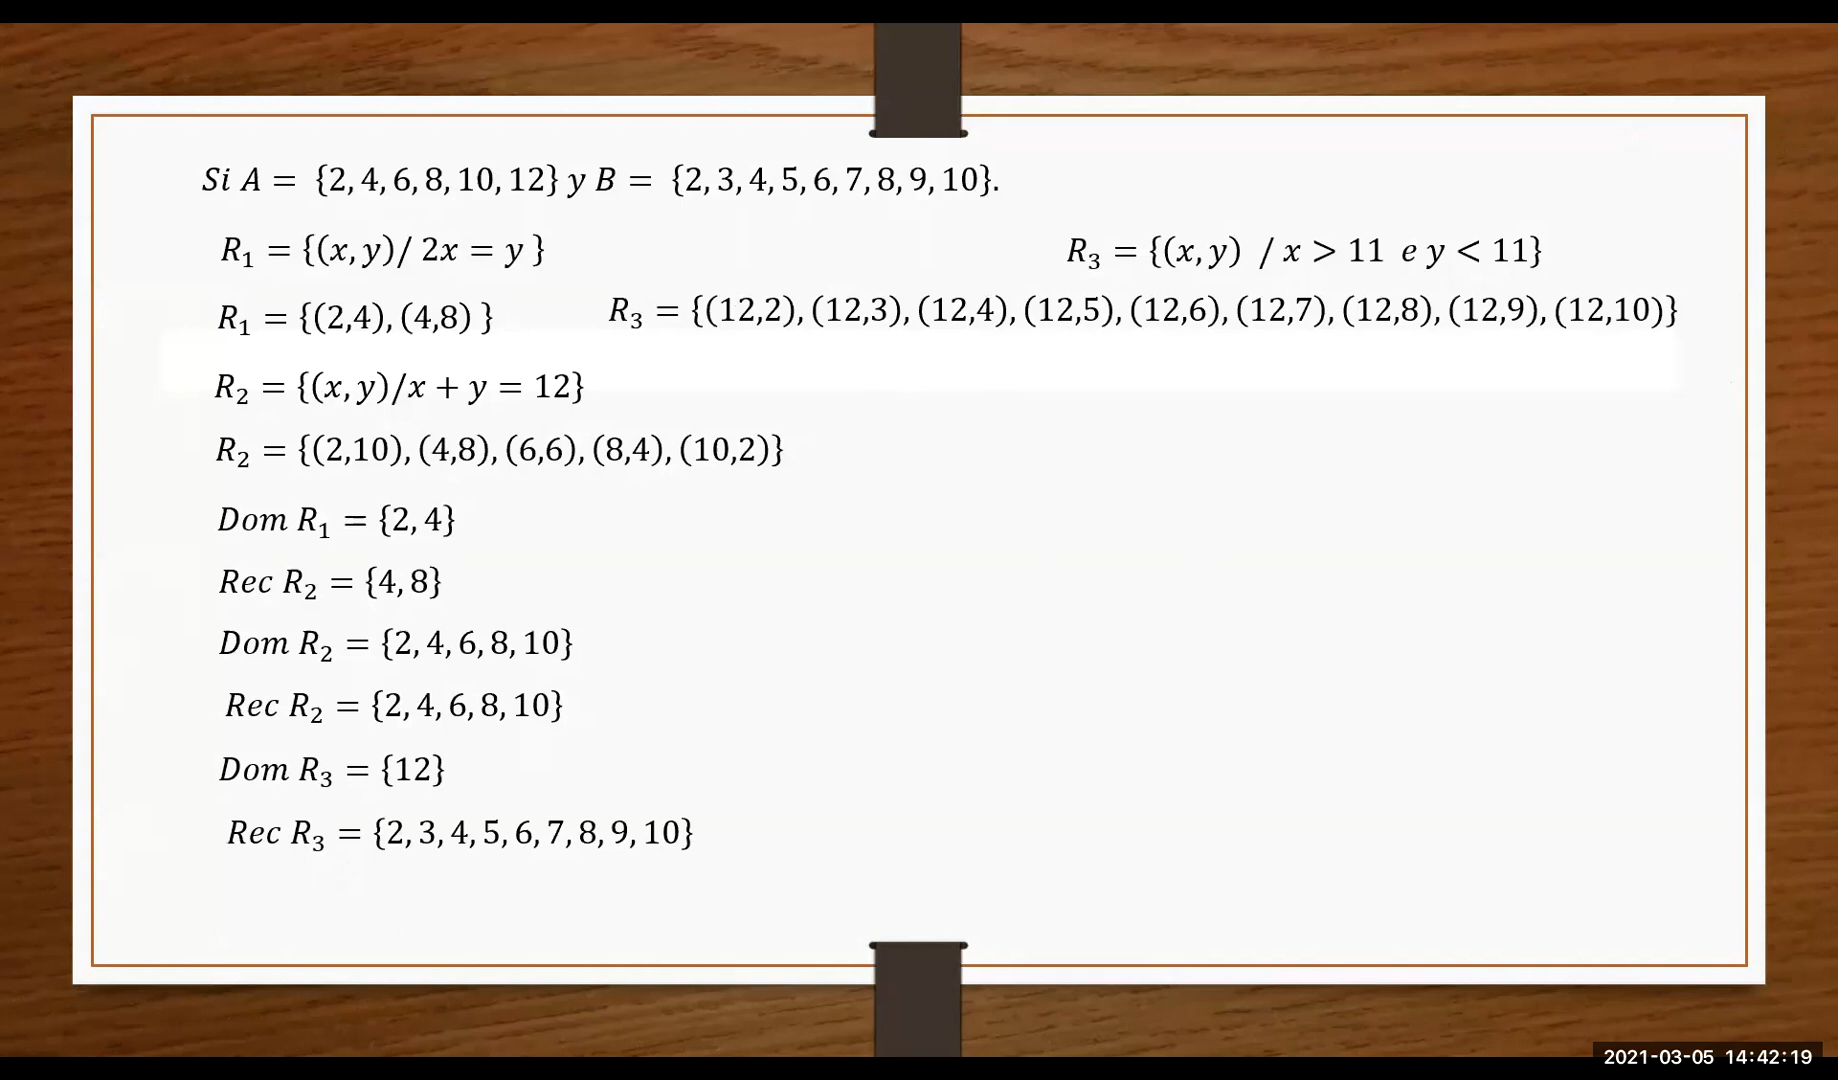 Si A = {2, 4, 6, 8, 10, 12} y B = {2, 3, 4, 5, 6, 7, 8, 9, 10}.
R₁ = {(x, y)/ 2x = y }
R₃ = {(x, y) / x > 11 e y < 11}
R₁ = {(2,4), (4,8) }
R₃ = {(12,2), (12,3), (12,4), (12,5), (12,6), (12,7), (12,8), (12,9), (12,10)}
R₂ = {(x, y)/x + y = 12}
R₂ = {(2,10), (4,8), (6,6), (8,4), (10,2)}
Dom R₁ = {2, 4}
Rec R₂ = {4, 8}
Dom R₂ = {2, 4, 6, 8, 10}
Rec R₂ = {2, 4, 6, 8, 10}
Dom R₃ = {12}
Rec R₃ = {2, 3, 4, 5, 6, 7, 8, 9, 10}
2021-03-05 14:42:19